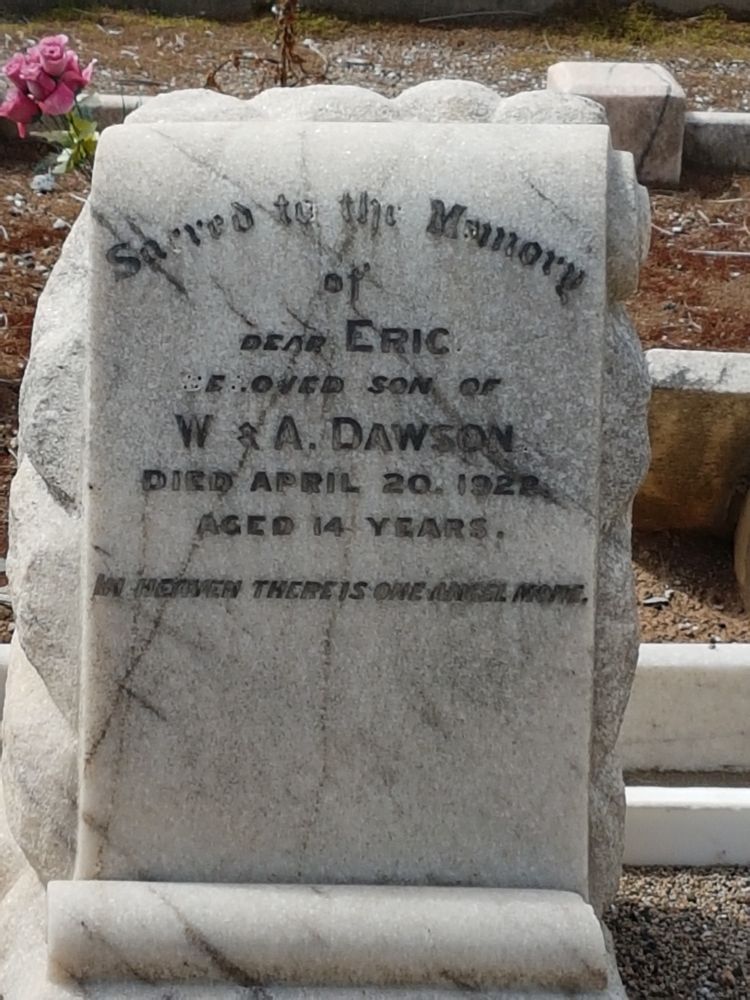 Sacred to the Memory
of
DEAR ERIC
BELOVED SON OF
W & A. DAWSON
DIED APRIL 20. 1922.
AGED 14 YEARS.
IN HEAVEN THERE IS ONE ANGEL MORE.